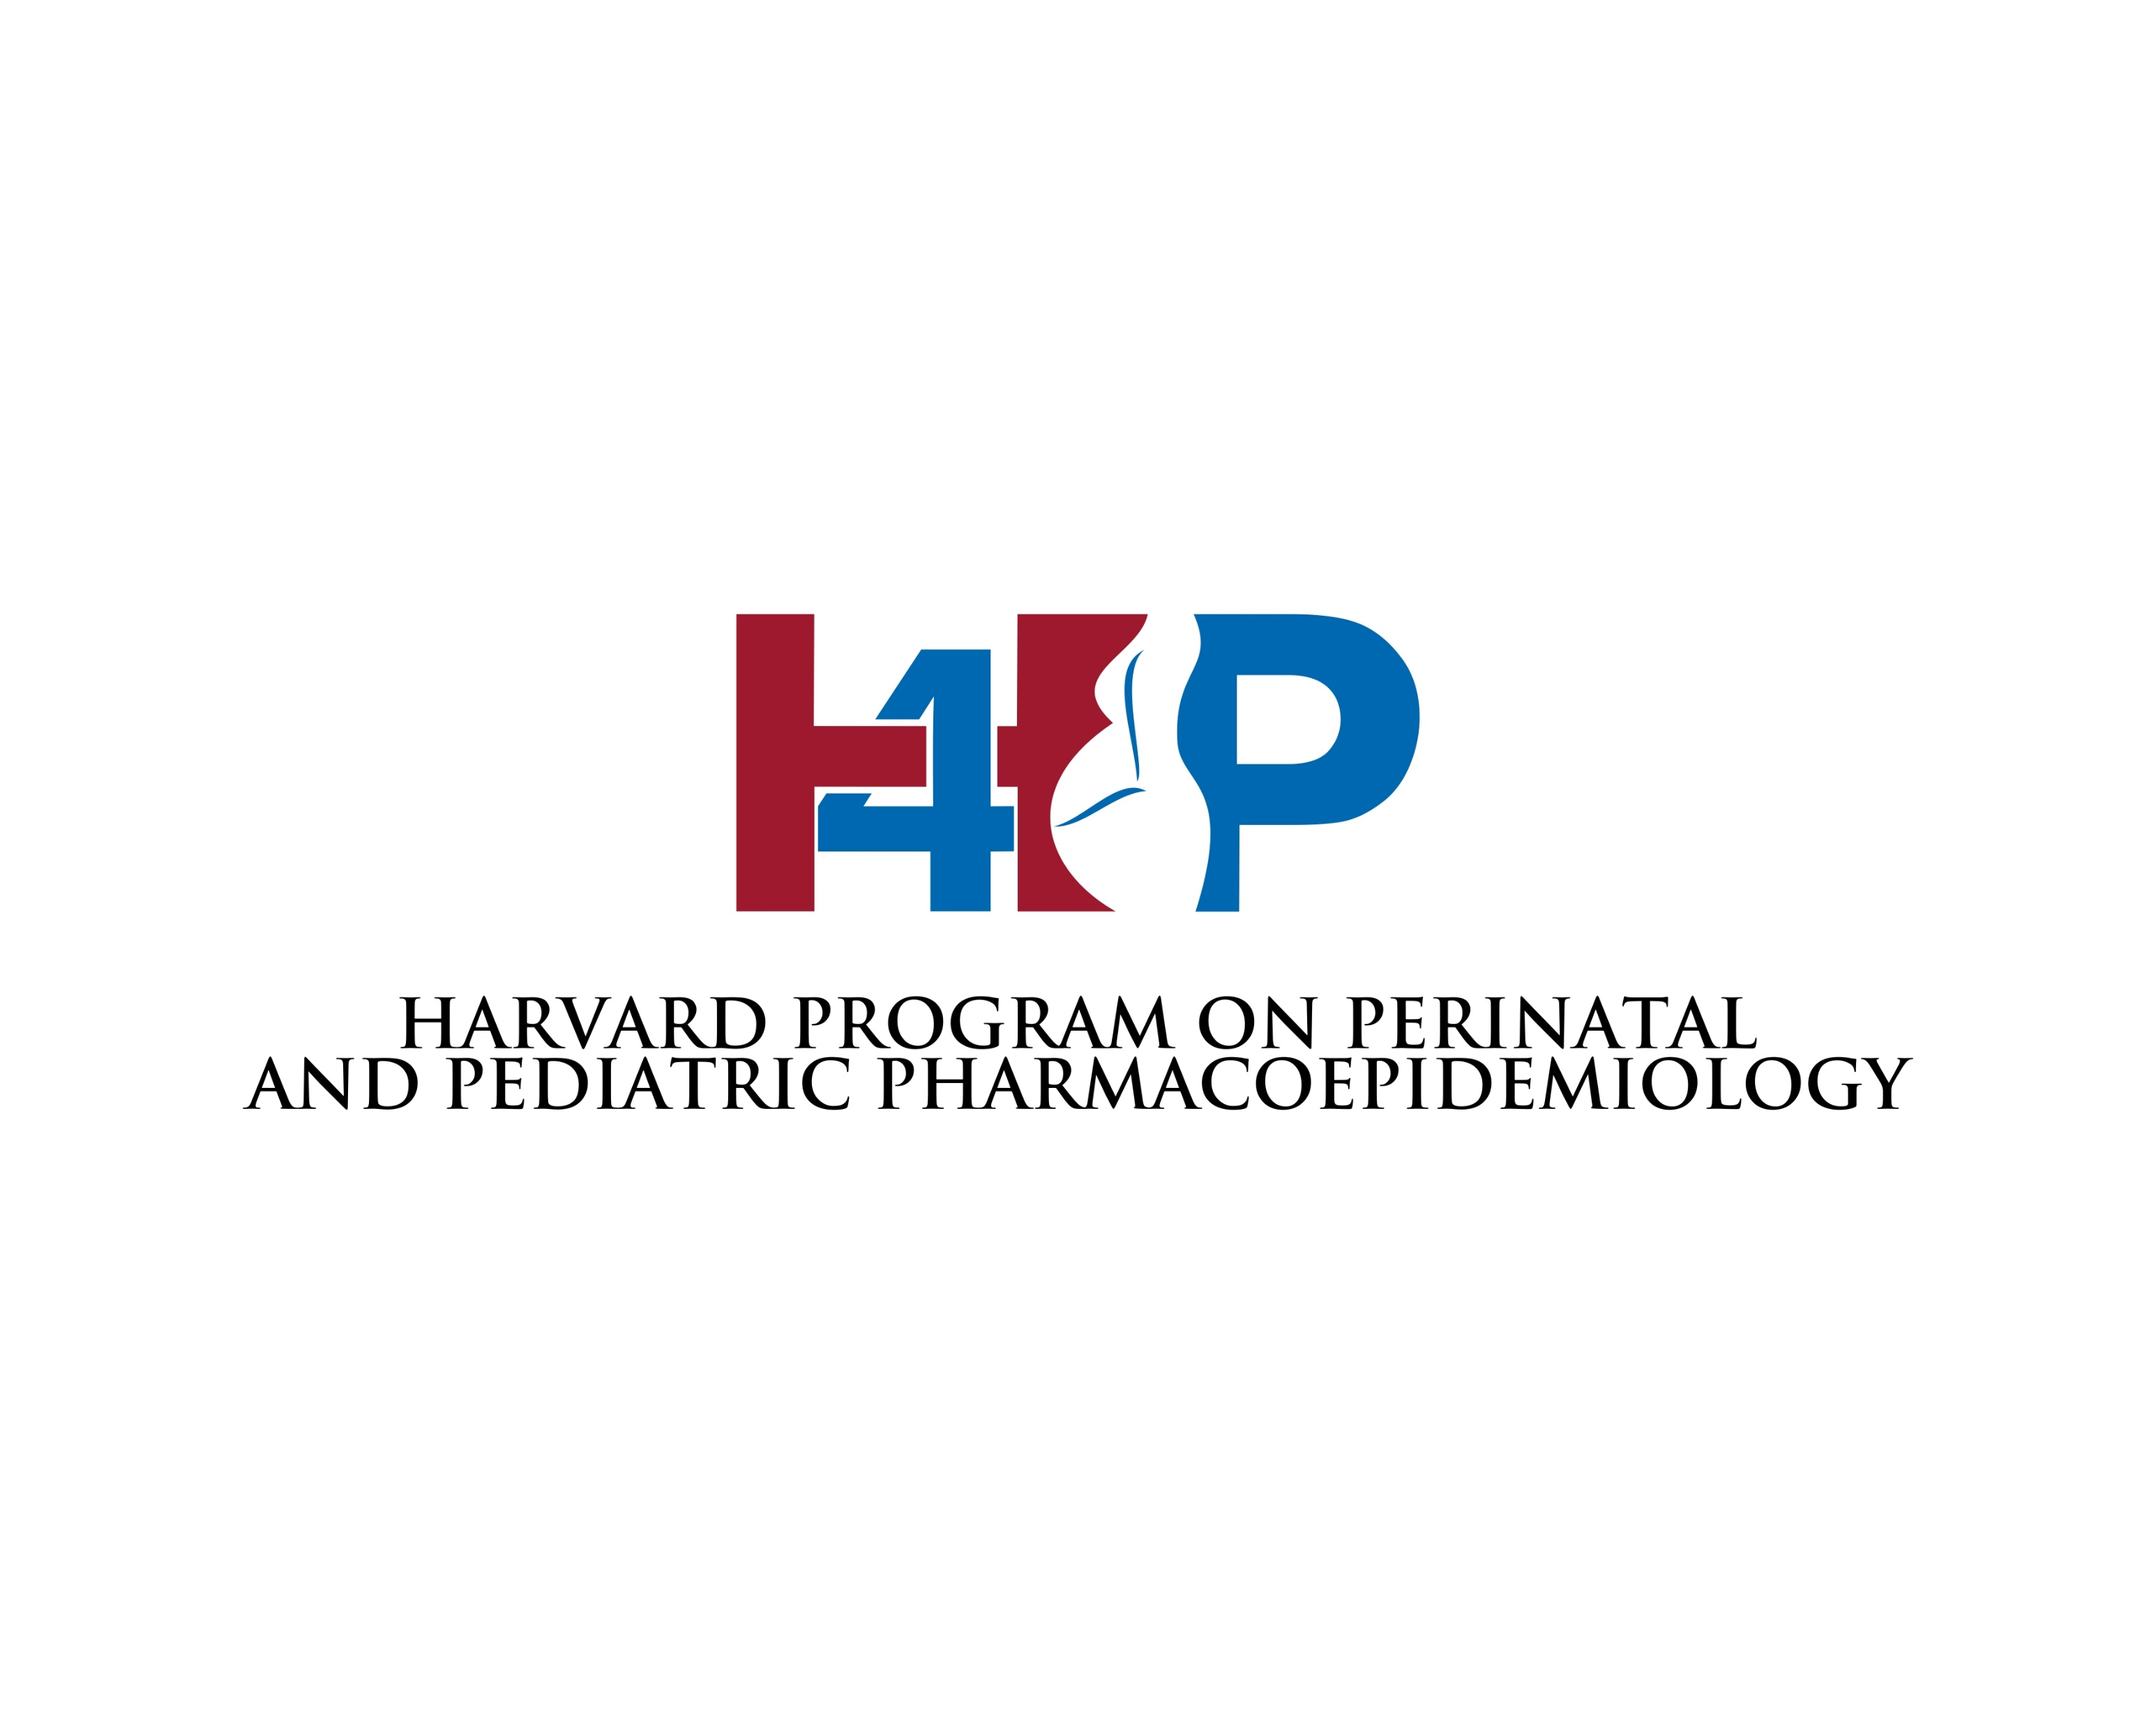 H4P
HARVARD PROGRAM ON PERINATAL
AND PEDIATRIC PHARMACOEPIDEMIOLOGY